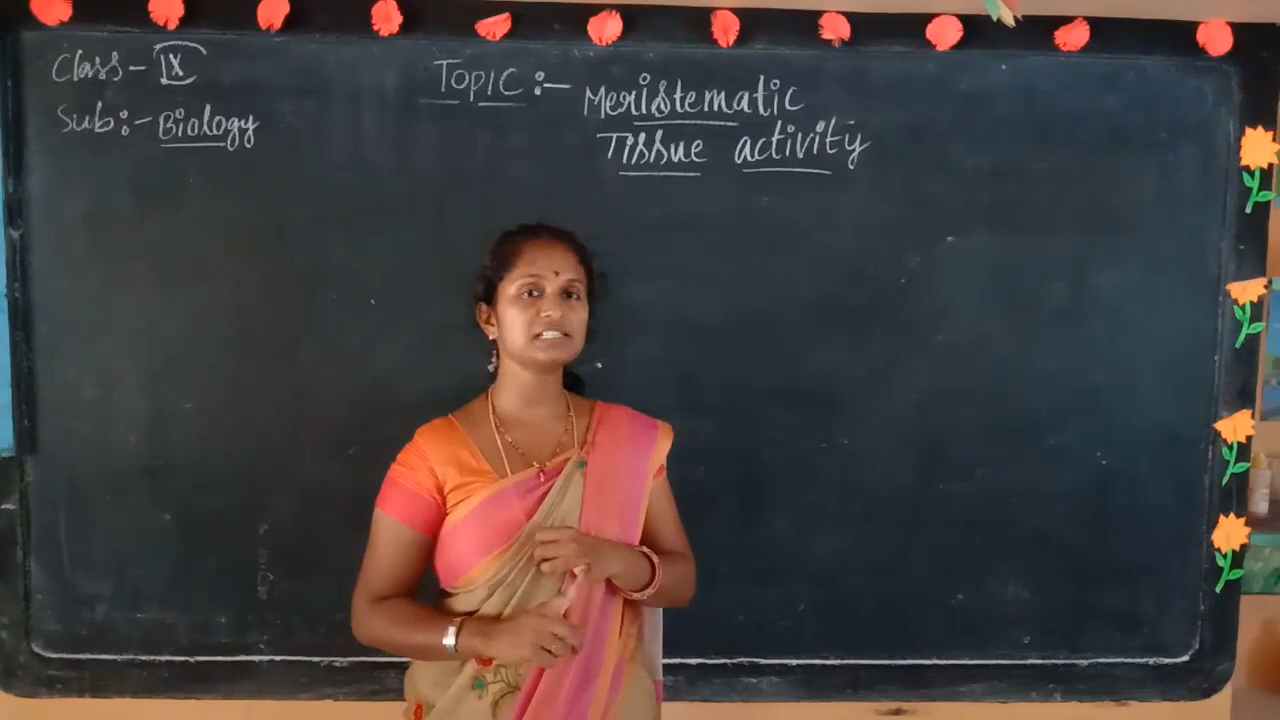 Class - IX
Sub :- Biology
Topic :- Meristematic
Tissue activity